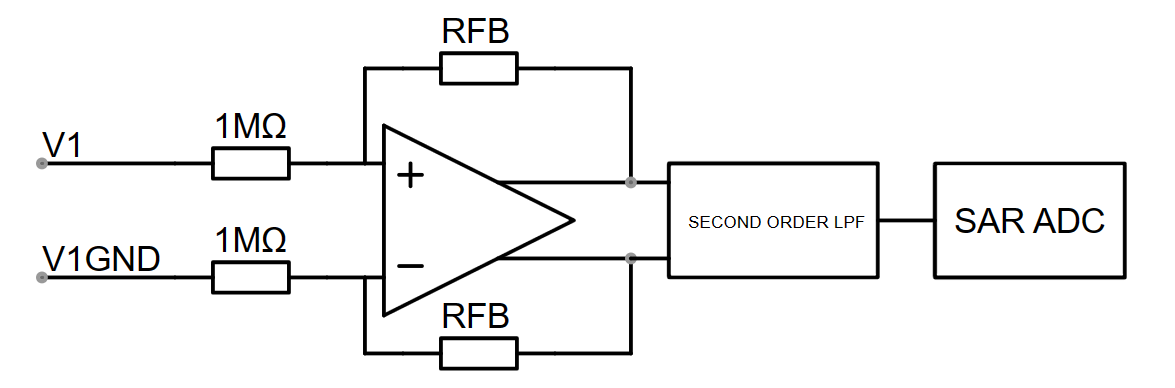 RFB
1MΩ
V1
+
SECOND ORDER LPF
SAR ADC
1MΩ
V1GND
−
RFB